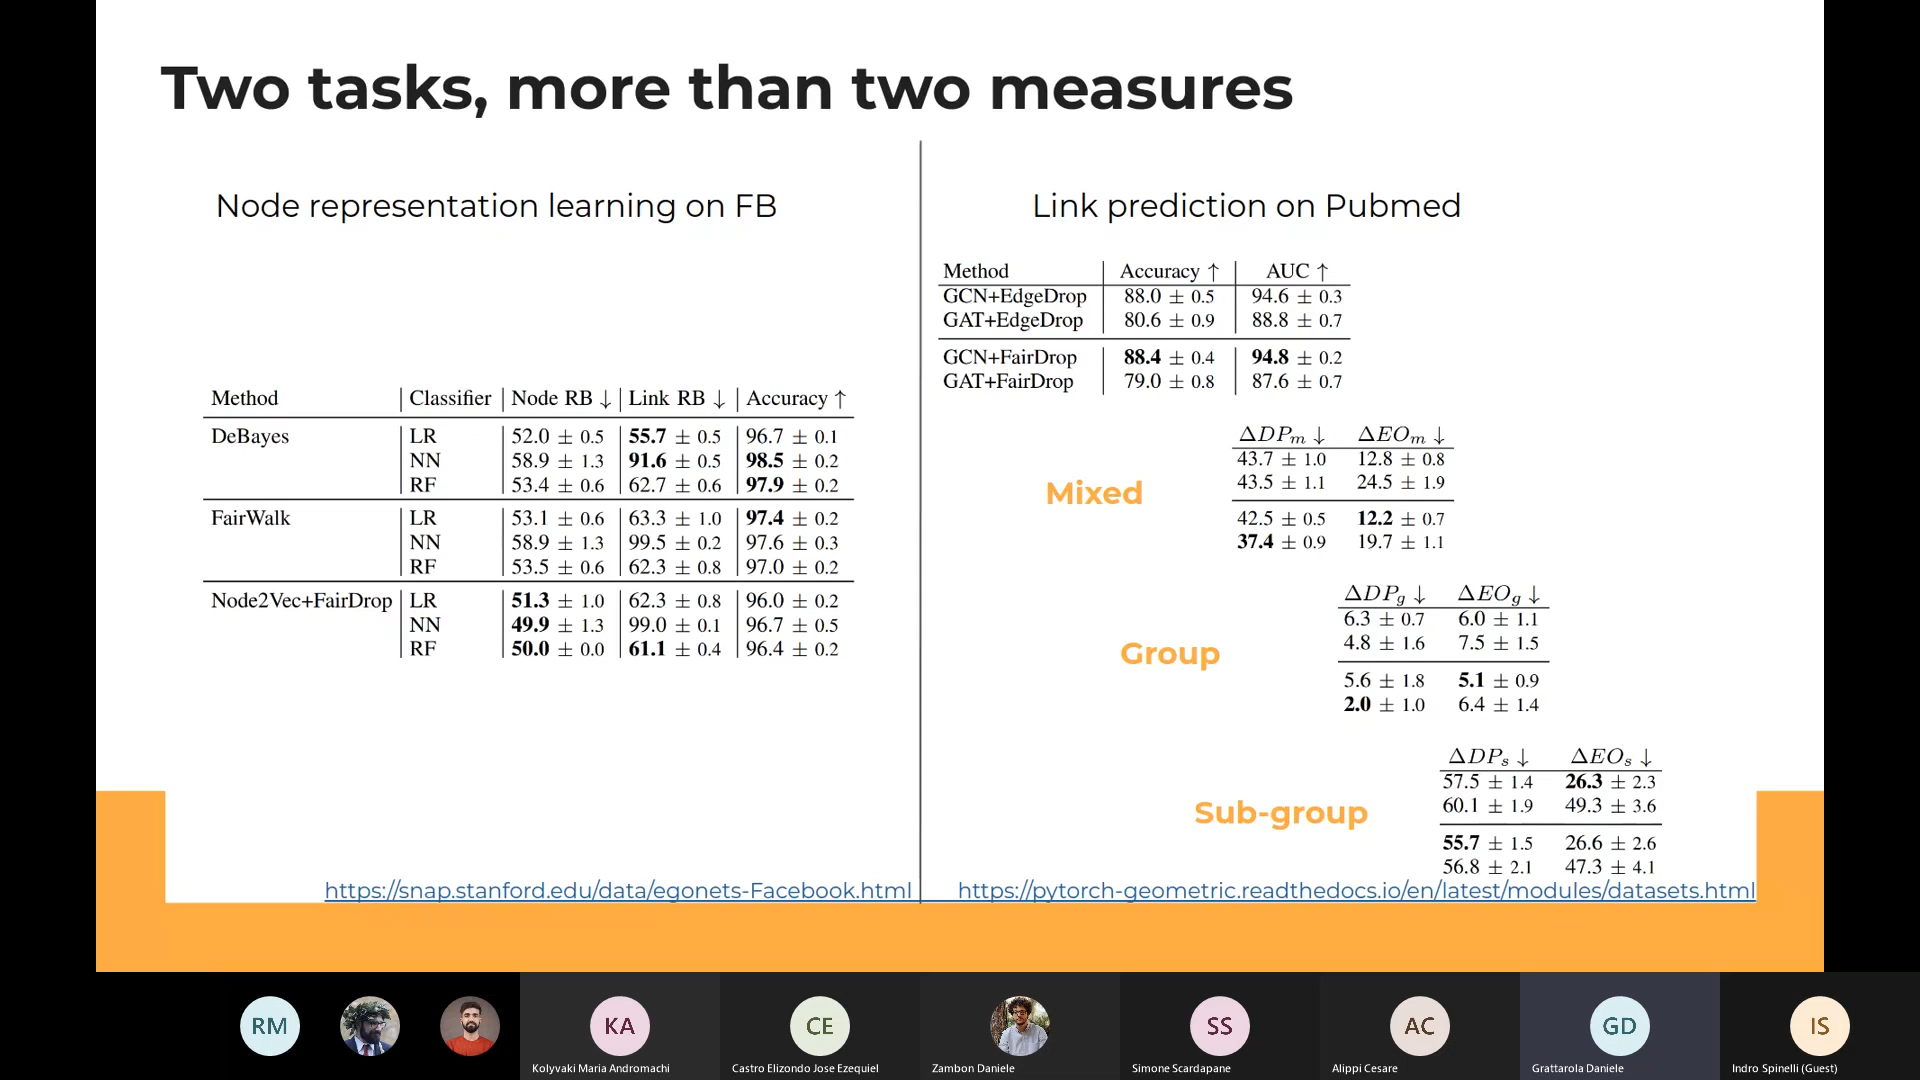 Two tasks, more than two measures
Node representation learning on FB
Method Classifier Node RB ↓ Link RB ↓ Accuracy ↑
DeBayes LR 52.0 ± 0.5 55.7 ± 0.5 96.7 ± 0.1
NN 58.9 ± 1.3 91.6 ± 0.5 98.5 ± 0.2
RF 53.4 ± 0.6 62.7 ± 0.6 97.9 ± 0.2
FairWalk LR 53.1 ± 0.6 63.3 ± 1.0 97.4 ± 0.2
NN 58.9 ± 1.3 99.5 ± 0.2 97.6 ± 0.3
RF 53.5 ± 0.6 62.3 ± 0.8 97.0 ± 0.2
Node2Vec+FairDrop LR 51.3 ± 1.0 62.3 ± 0.8 96.0 ± 0.2
NN 49.9 ± 1.3 99.0 ± 0.1 96.7 ± 0.5
RF 50.0 ± 0.0 61.1 ± 0.4 96.4 ± 0.2
https://snap.stanford.edu/data/egonets-Facebook.html
Link prediction on Pubmed
Method Accuracy ↑ AUC ↑
GCN+EdgeDrop 88.0 ± 0.5 94.6 ± 0.3
GAT+EdgeDrop 80.6 ± 0.9 88.8 ± 0.7
GCN+FairDrop 88.4 ± 0.4 94.8 ± 0.2
GAT+FairDrop 79.0 ± 0.8 87.6 ± 0.7
Mixed
ΔDPm ↓ ΔEOm ↓
43.7 ± 1.0 12.8 ± 0.8
43.5 ± 1.1 24.5 ± 1.9
42.5 ± 0.5 12.2 ± 0.7
37.4 ± 0.9 19.7 ± 1.1
Group
ΔDPg ↓ ΔEOg ↓
6.3 ± 0.7 6.0 ± 1.1
4.8 ± 1.6 7.5 ± 1.5
5.6 ± 1.8 5.1 ± 0.9
2.0 ± 1.0 6.4 ± 1.4
Sub-group
ΔDPs ↓ ΔEOs ↓
57.5 ± 1.4 26.3 ± 2.3
60.1 ± 1.9 49.3 ± 3.6
55.7 ± 1.5 26.6 ± 2.6
56.8 ± 2.1 47.3 ± 4.1
https://pytorch-geometric.readthedocs.io/en/latest/modules/datasets.html
RM KA CE SS AC GD IS
Kolyvaki Maria Andromachi Castro Elizondo Jose Ezequiel Zambon Daniele Simone Scardapane Alippi Cesare Grattarola Daniele Indro Spinelli (Guest)